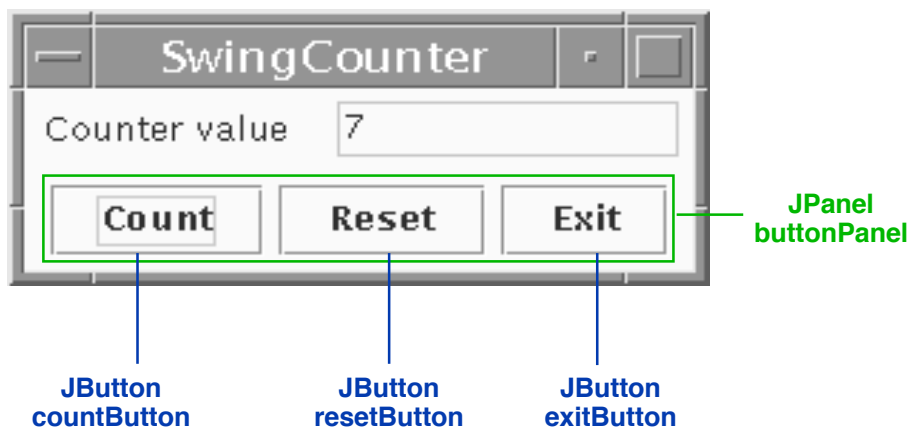 SwingCounter
Counter value 7
Count Reset Exit
JPanel
buttonPanel
JButton
countButton
JButton
resetButton
JButton
exitButton